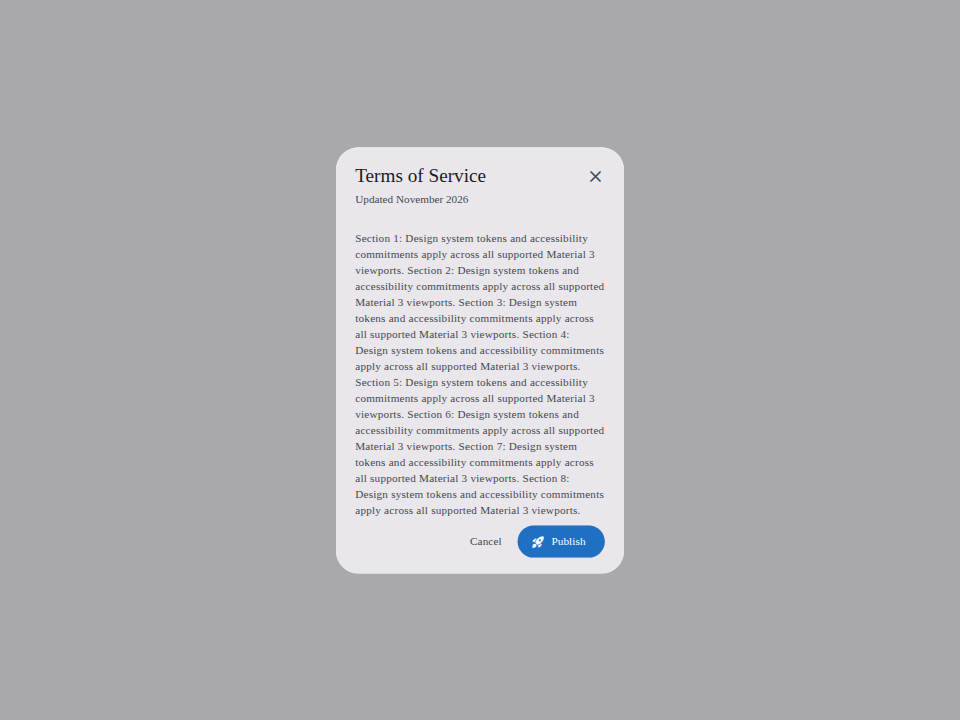 Terms of Service
Updated November 2026
Section 1: Design system tokens and accessibility
commitments apply across all supported Material 3
viewports. Section 2: Design system tokens and
accessibility commitments apply across all supported
Material 3 viewports. Section 3: Design system
tokens and accessibility commitments apply across
all supported Material 3 viewports. Section 4:
Design system tokens and accessibility commitments
apply across all supported Material 3 viewports.
Section 5: Design system tokens and accessibility
commitments apply across all supported Material 3
viewports. Section 6: Design system tokens and
accessibility commitments apply across all supported
Material 3 viewports. Section 7: Design system
tokens and accessibility commitments apply across
all supported Material 3 viewports. Section 8:
Design system tokens and accessibility commitments
apply across all supported Material 3 viewports.
Cancel
Publish